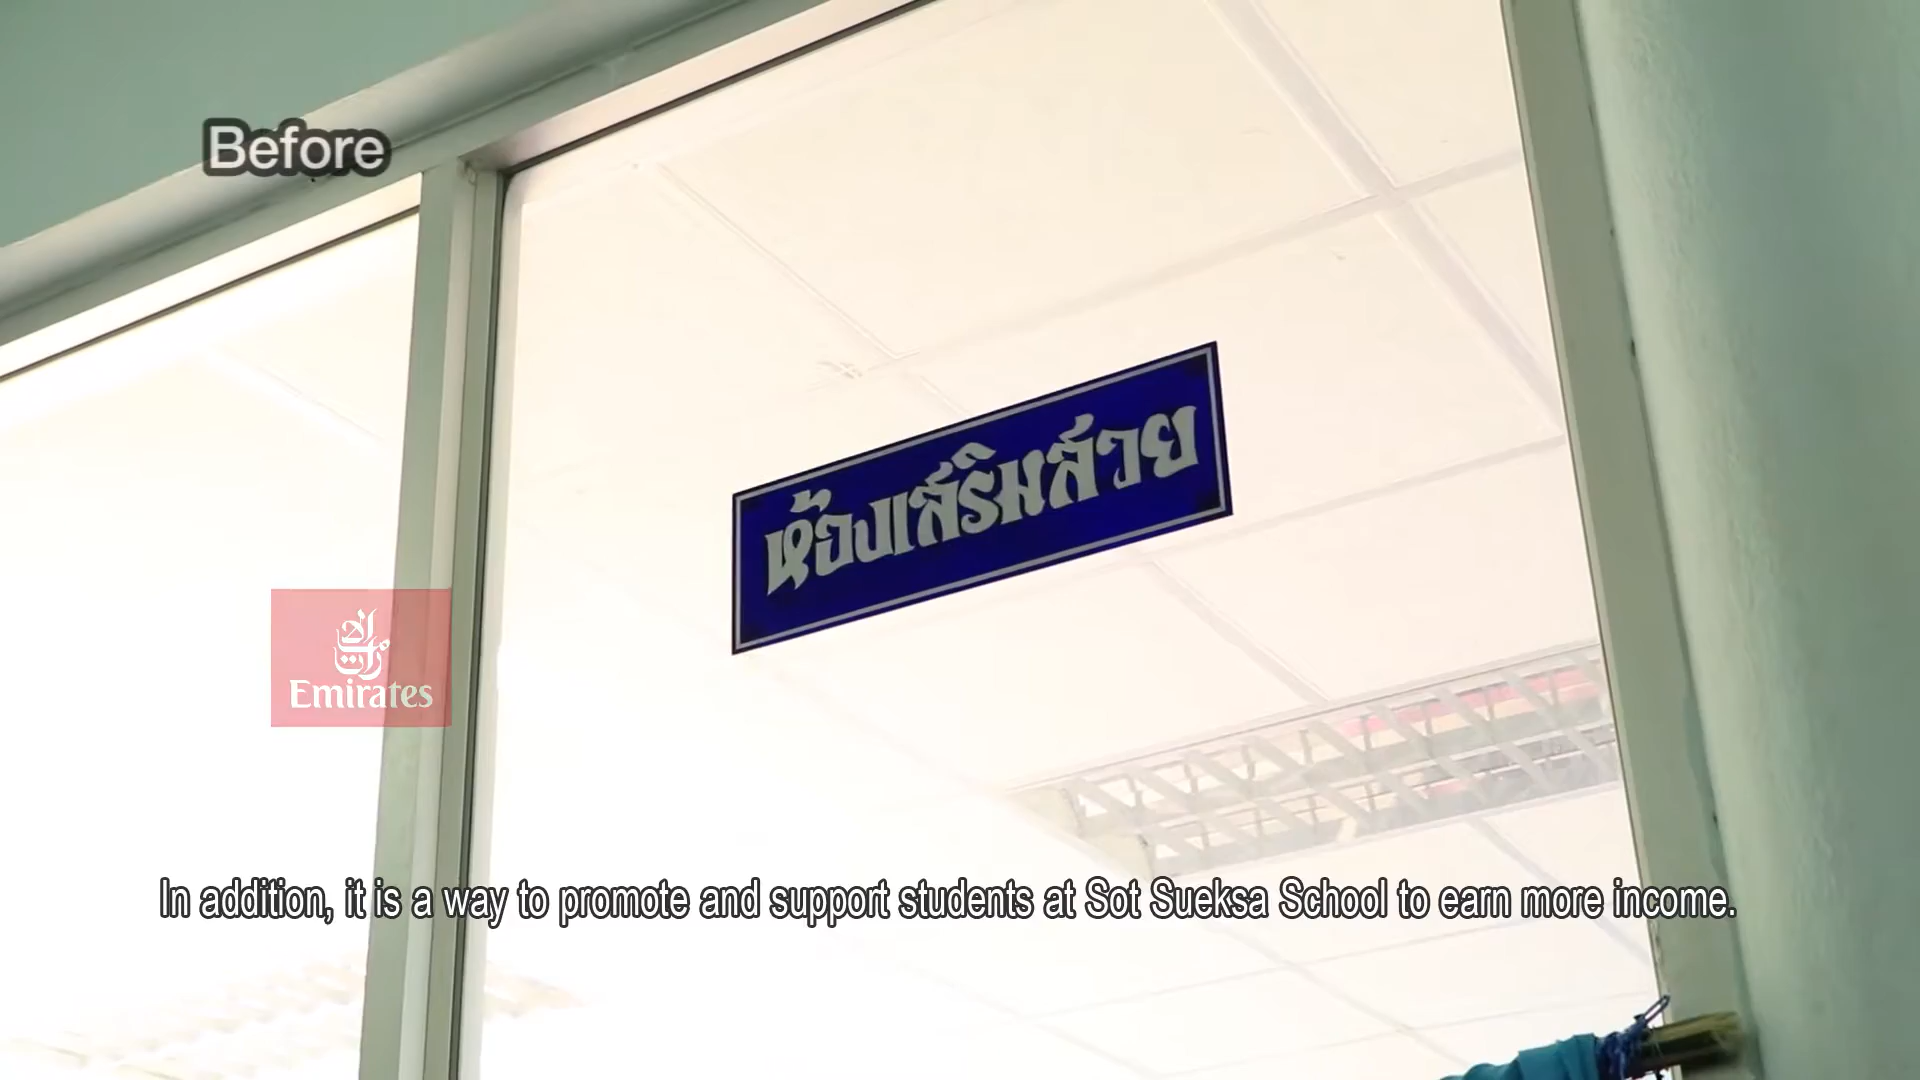 Before
ห้องเสริมสวย
الإمارات
Emirates
In addition, it is a way to promote and support students at Sot Sueksa School to earn more income.